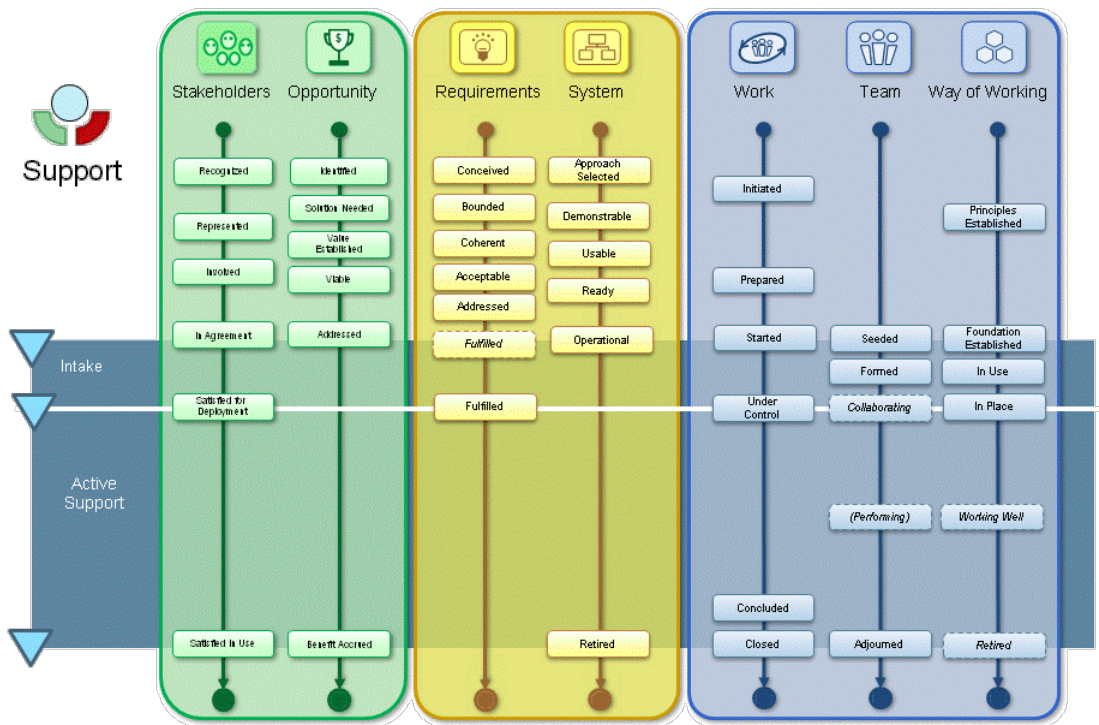 $
Stakeholders
Opportunity
Requirements
System
Work
Team
Way of Working
Support
Recognized
Represented
Involved
In Agreement
Satisfied for
Deployment
Satisfied In Use
Identified
Solution Needed
Value
Established
Viable
Addressed
Benefit Accrued
Conceived
Bounded
Coherent
Acceptable
Addressed
Fulfilled
Fulfilled
Approach
Selected
Demonstrable
Usable
Ready
Operational
Retired
Initiated
Prepared
Started
Under
Control
Concluded
Closed
Seeded
Formed
Collaborating
(Performing)
Adjourned
Principles
Established
Foundation
Established
In Use
In Place
Working Well
Retired
Intake
Active
Support